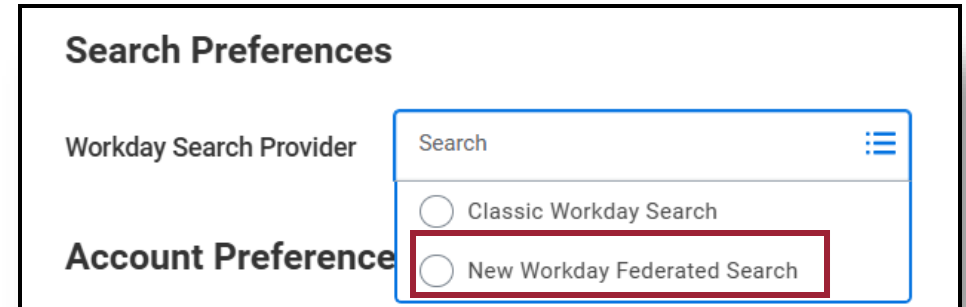 Search Preferences
Workday Search Provider
Search
Classic Workday Search
Account Preference
New Workday Federated Search